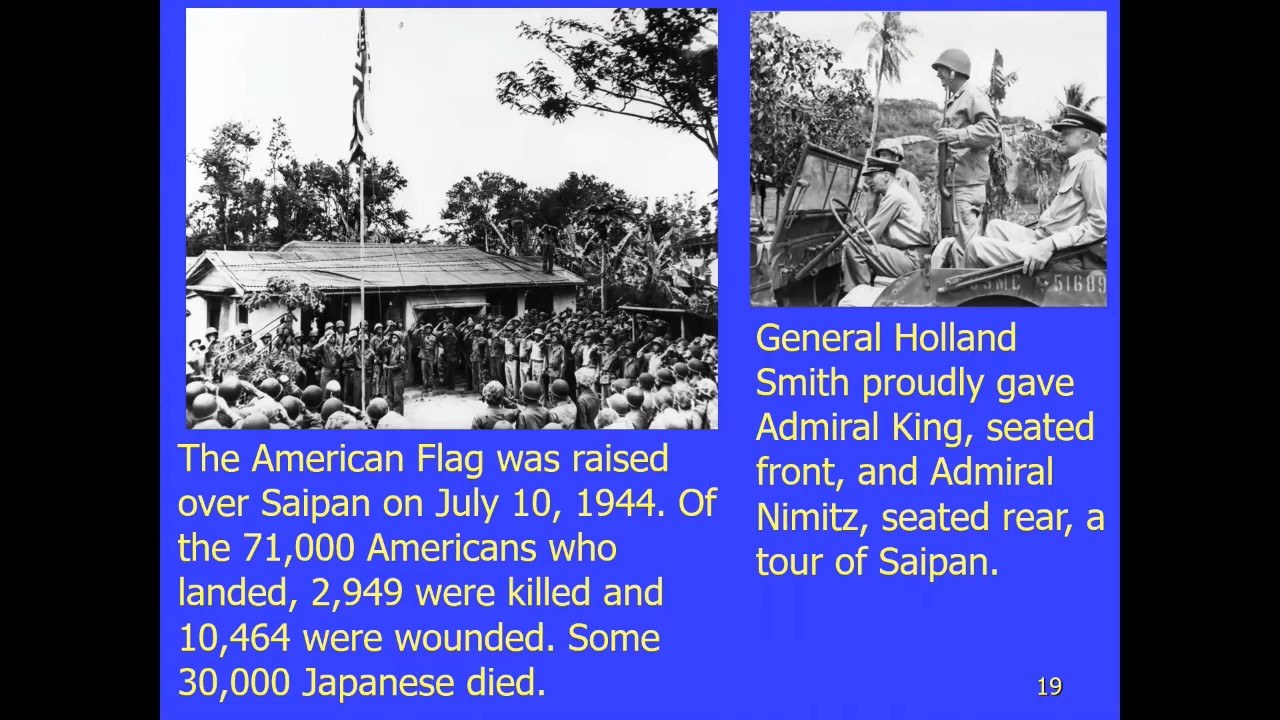 USMC 51689
The American Flag was raised
over Saipan on July 10, 1944. Of
the 71,000 Americans who
landed, 2,949 were killed and
10,464 were wounded. Some
30,000 Japanese died.
General Holland
Smith proudly gave
Admiral King, seated
front, and Admiral
Nimitz, seated rear, a
tour of Saipan.
19